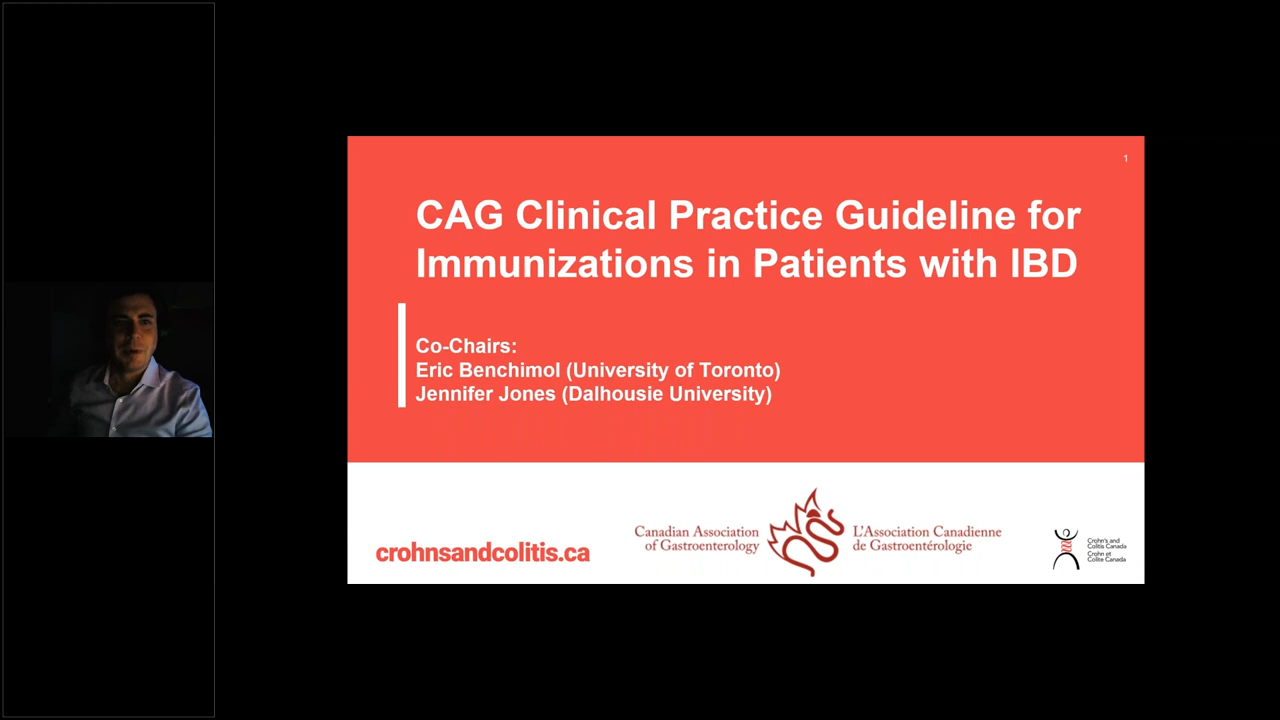 1
CAG Clinical Practice Guideline for
Immunizations in Patients with IBD
Co-Chairs:
Eric Benchimol (University of Toronto)
Jennifer Jones (Dalhousie University)
crohnsandcolitis.ca
Canadian Association
of Gastroenterology
L'Association Canadienne
de Gastroentérologie
Crohn's and
Colitis Canada
Crohn et
Colite Canada